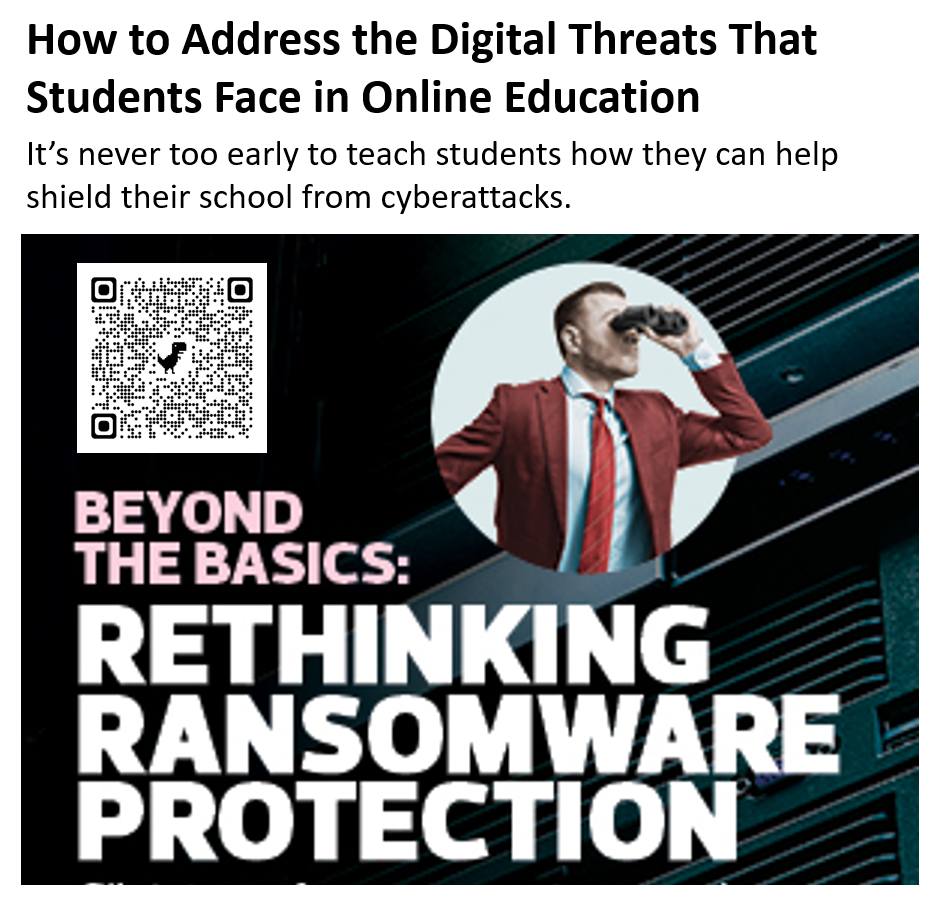 How to Address the Digital Threats That
Students Face in Online Education
It’s never too early to teach students how they can help
shield their school from cyberattacks.
BEYOND
THE BASICS:
RETHINKING
RANSOMWARE
PROTECTION